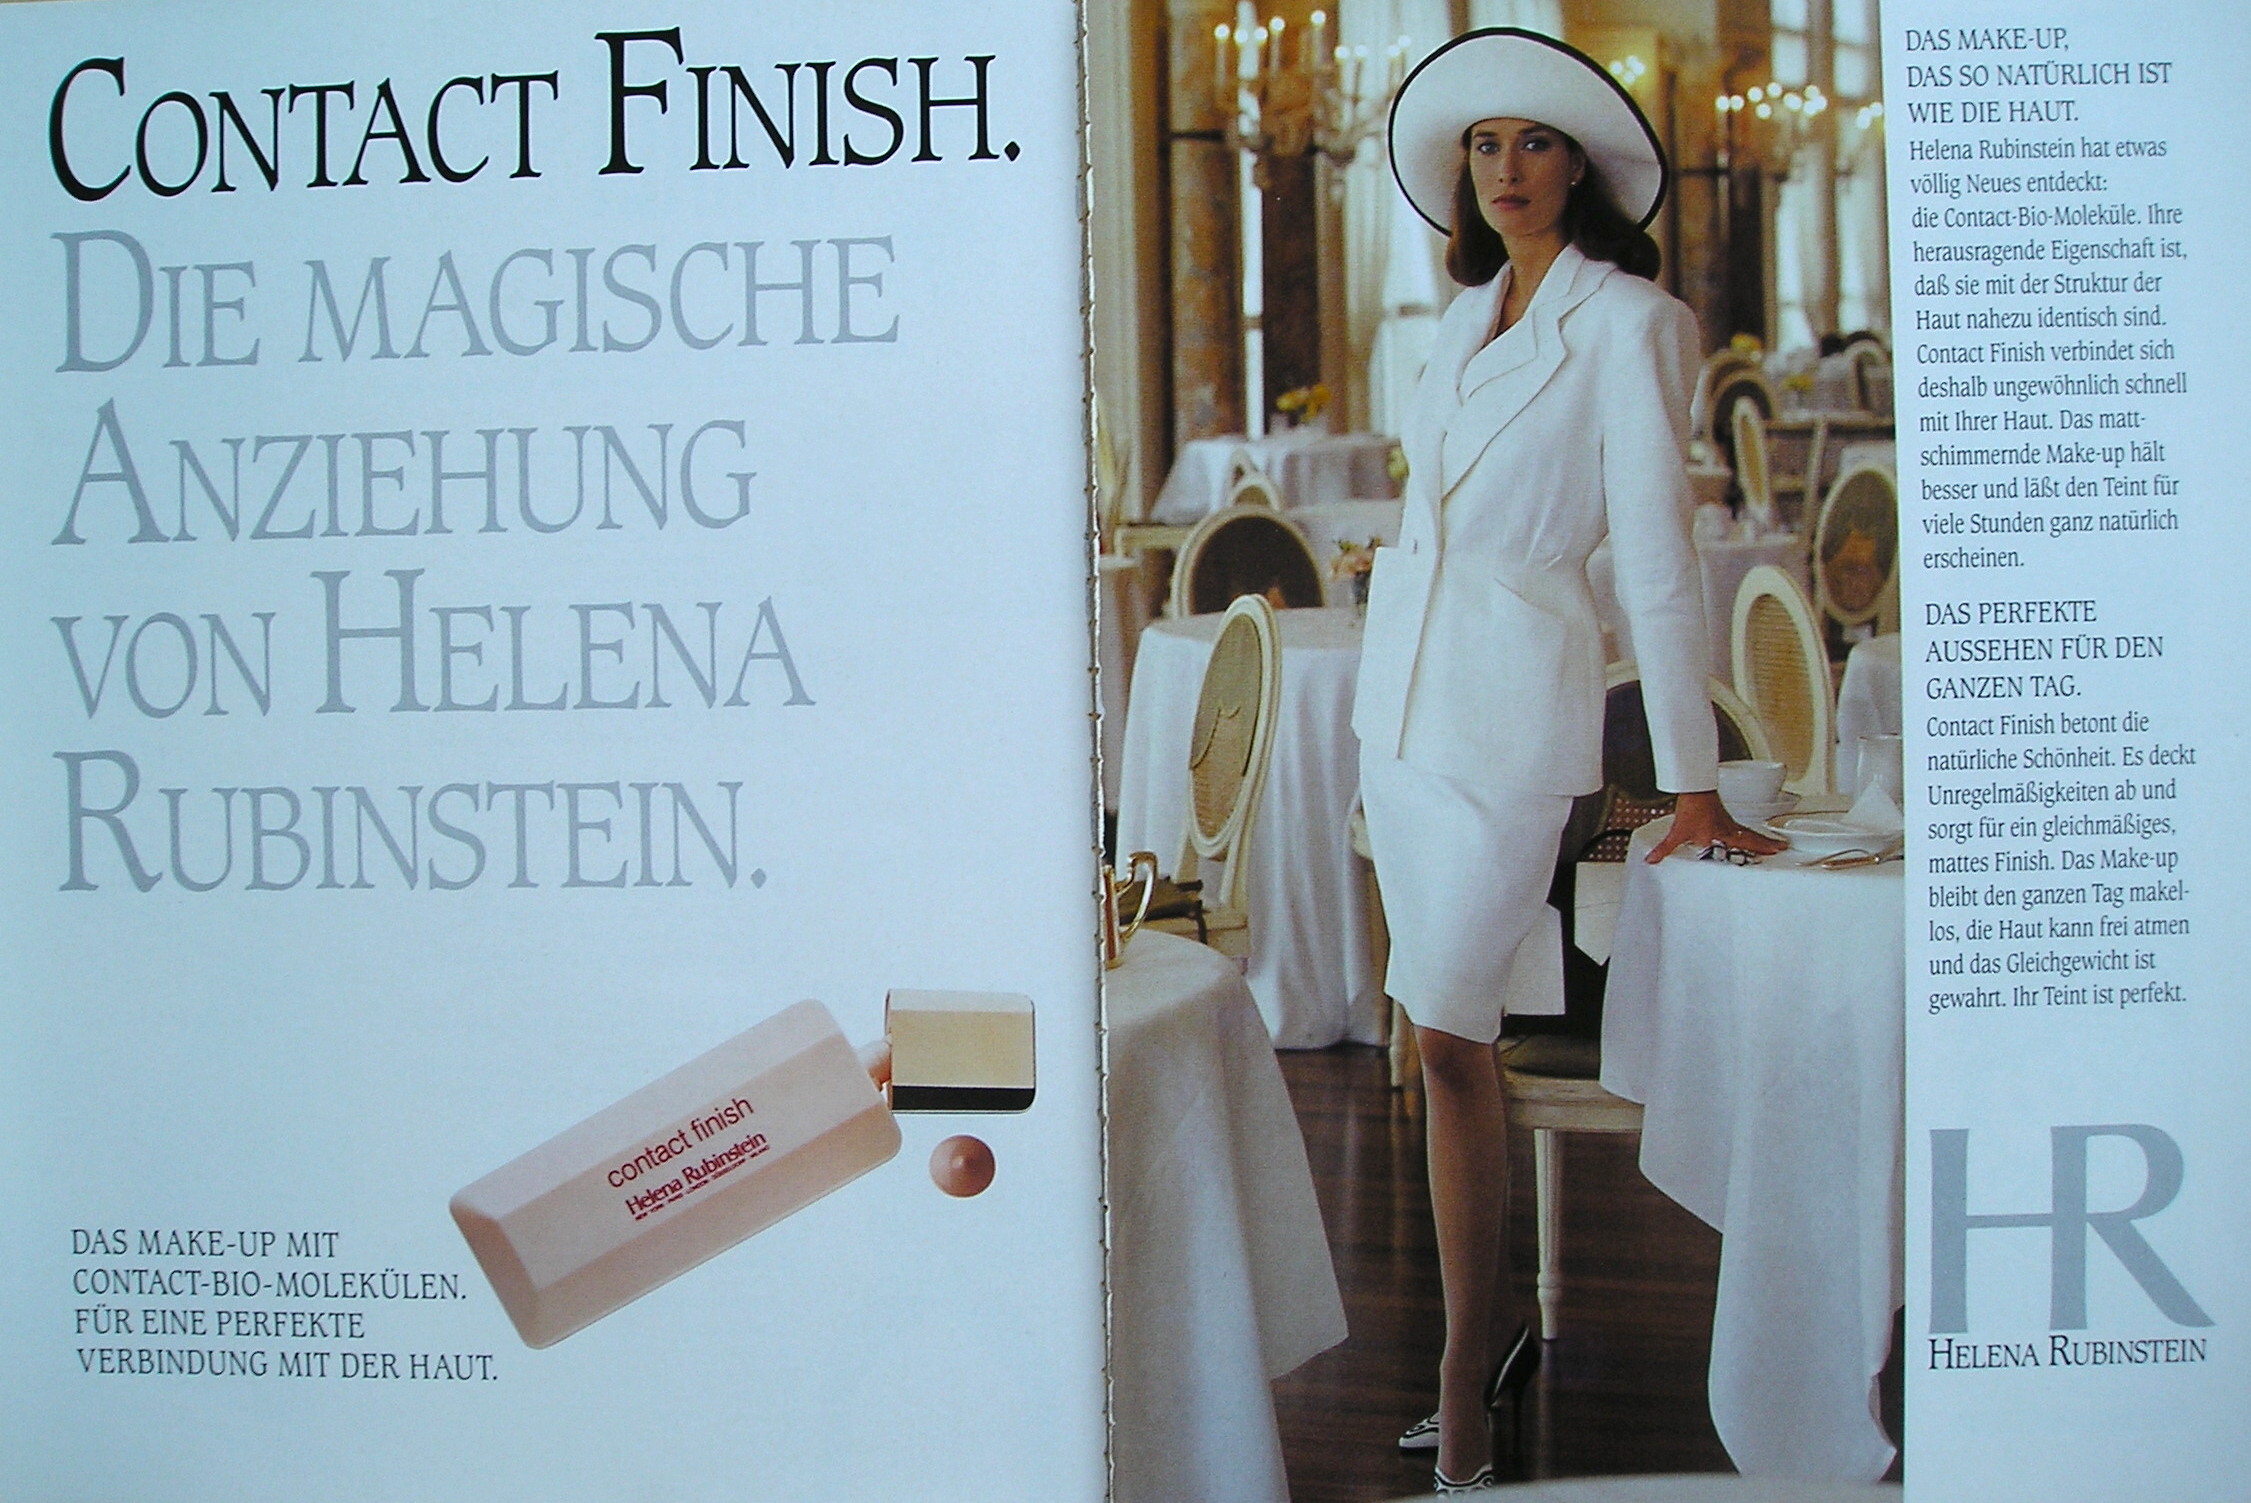 CONTACT FINISH.
DIE MAGISCHE
ANZIEHUNG
VON HELENA
RUBINSTEIN.
contact finish
Helena Rubinstein
NEW YORK · PARIS · LONDON · DÜSSELDORF · MILANO
DAS MAKE-UP MIT
CONTACT-BIO-MOLEKÜLEN.
FÜR EINE PERFEKTE
VERBINDUNG MIT DER HAUT.
DAS MAKE-UP,
DAS SO NATÜRLICH IST
WIE DIE HAUT.
Helena Rubinstein hat etwas
völlig Neues entdeckt:
die Contact-Bio-Moleküle. Ihre
herausragende Eigenschaft ist,
daß sie mit der Struktur der
Haut nahezu identisch sind.
Contact Finish verbindet sich
deshalb ungewöhnlich schnell
mit Ihrer Haut. Das matt-
schimmernde Make-up hält
besser und läßt den Teint für
viele Stunden ganz natürlich
erscheinen.
DAS PERFEKTE
AUSSEHEN FÜR DEN
GANZEN TAG.
Contact Finish betont die
natürliche Schönheit. Es deckt
Unregelmäßigkeiten ab und
sorgt für ein gleichmäßiges,
mattes Finish. Das Make-up
bleibt den ganzen Tag makel-
los, die Haut kann frei atmen
und das Gleichgewicht ist
gewahrt. Ihr Teint ist perfekt.
HR
HELENA RUBINSTEIN